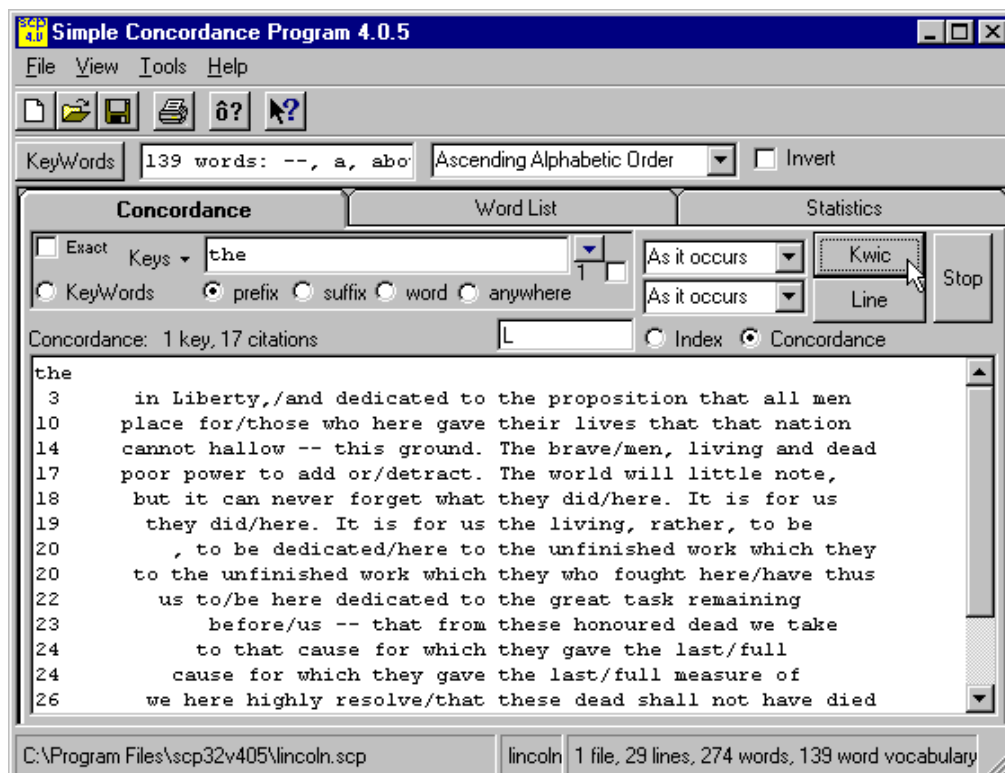 scp 4.0 Simple Concordance Program 4.0.5
File View Tools Help
ô? ?
KeyWords 139 words: --, a, abo Ascending Alphabetic Order Invert
Concordance Word List Statistics
Exact Keys the 1 As it occurs Kwic Stop
KeyWords prefix suffix word anywhere As it occurs Line
Concordance: 1 key, 17 citations L Index Concordance
the
3 in Liberty,/and dedicated to the proposition that all men
10 place for/those who here gave their lives that that nation
14 cannot hallow -- this ground. The brave/men, living and dead
17 poor power to add or/detract. The world will little note,
18 but it can never forget what they did/here. It is for us
19 they did/here. It is for us the living, rather, to be
20 , to be dedicated/here to the unfinished work which they
20 to the unfinished work which they who fought here/have thus
22 us to/be here dedicated to the great task remaining
23 before/us -- that from these honoured dead we take
24 to that cause for which they gave the last/full
24 cause for which they gave the last/full measure of
26 we here highly resolve/that these dead shall not have died
C:\Program Files\scp32v405\lincoln.scp lincoln 1 file, 29 lines, 274 words, 139 word vocabulary